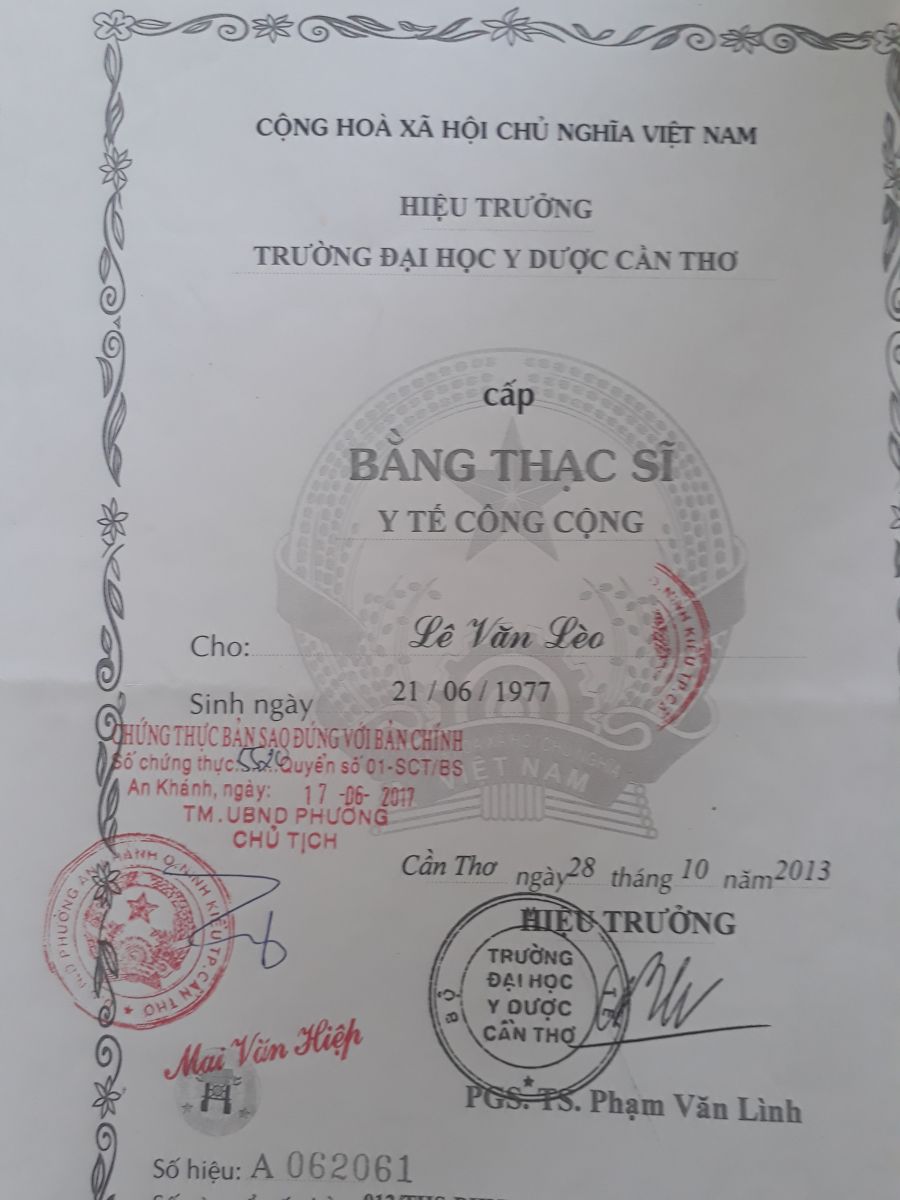 CỘNG HOÀ XÃ HỘI CHỦ NGHĨA VIỆT NAM
HIỆU TRƯỞNG
TRƯỜNG ĐẠI HỌC Y DƯỢC CẦN THƠ
cấp
BẰNG THẠC SĨ
Y TẾ CÔNG CỘNG
Cho: Lê Văn Lèo
Sinh ngày 21 / 06 / 1977
VIỆT NAM
CHỨNG THỰC BẢN SAO ĐÚNG VỚI BẢN CHÍNH
Số chứng thực: Quyển số 01-SCT/BS
An Khánh, ngày: 17 -06- 2017
TM.UBND PHƯỜNG
CHỦ TỊCH
Cần Thơ ngày 28 tháng 10 năm 2013
HIỆU TRƯỞNG
BỘ Y TẾ
TRƯỜNG
ĐẠI HỌC
Y DƯỢC
CẦN THƠ
Mai Văn Hiệp
PGS. TS. Phạm Văn Lình
Số hiệu: A 062061